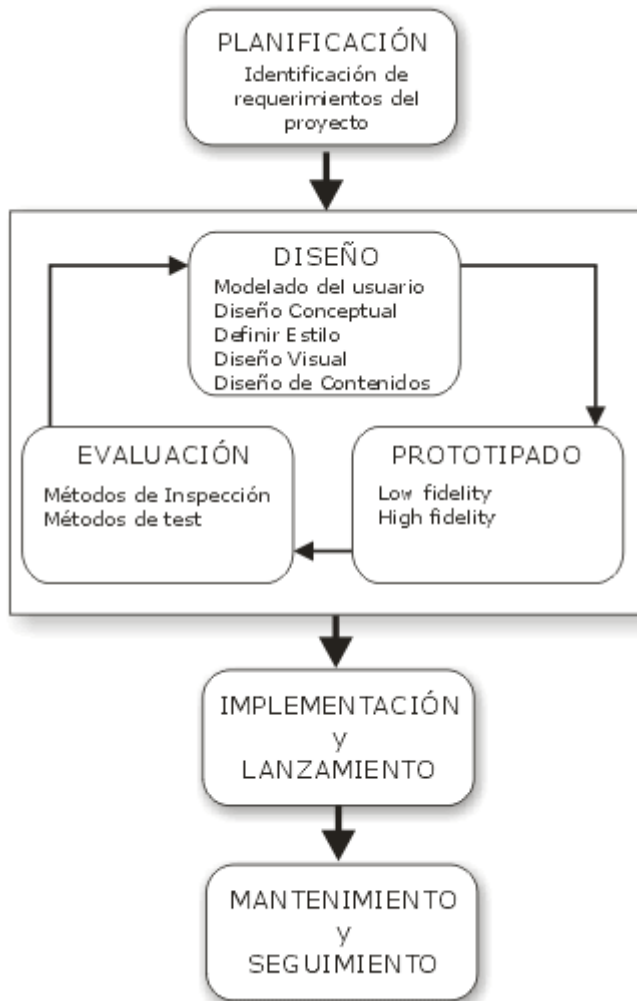 PLANIFICACIÓN
Identificación de
requerimientos del
proyecto
DISEÑO
Modelado del usuario
Diseño Conceptual
Definir Estilo
Diseño Visual
Diseño de Contenidos
EVALUACIÓN
Métodos de Inspección
Métodos de test
PROTOTIPADO
Low fidelity
High fidelity
IMPLEMENTACIÓN
y
LANZAMIENTO
MANTENIMIENTO
y
SEGUIMIENTO